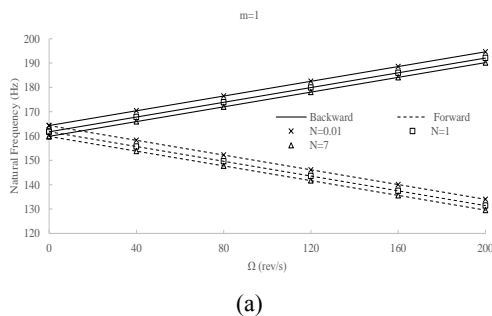 m=1
Natural Frequency (Hz)
200
190
180
170
160
150
140
130
120
Backward Forward
N=0.01 N=1
N=7
0 40 80 120 160 200
Ω (rev/s)
(a)